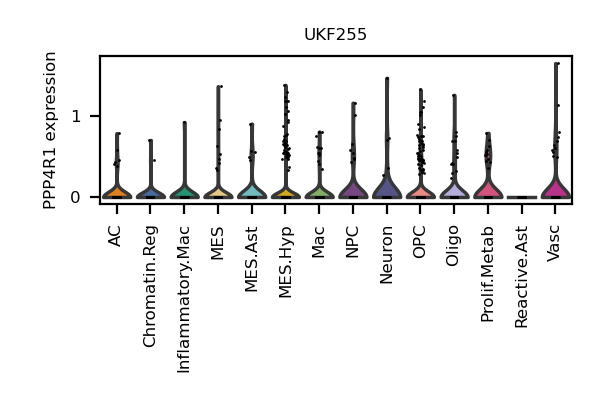 UKF255
PPP4R1 expression
1
0
AC
Chromatin.Reg
Inflammatory.Mac
MES
MES.Ast
MES.Hyp
Mac
NPC
Neuron
OPC
Oligo
Prolif.Metab
Reactive.Ast
Vasc